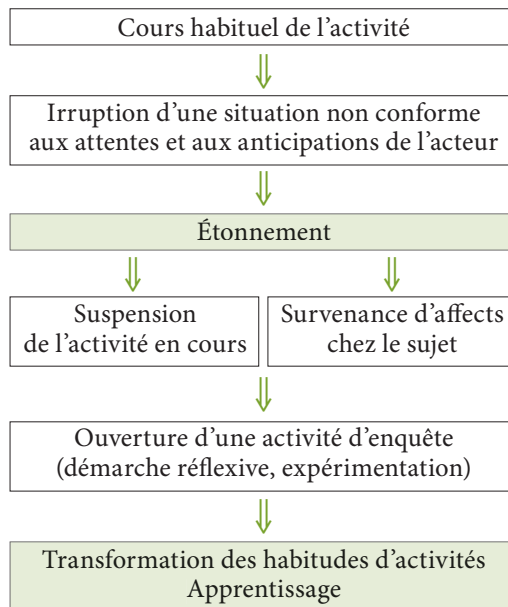 Cours habituel de l’activité
Irruption d’une situation non conforme
aux attentes et aux anticipations de l’acteur
Étonnement
Suspension
de l’activité en cours
Survenance d’affects
chez le sujet
Ouverture d’une activité d’enquête
(démarche réflexive, expérimentation)
Transformation des habitudes d’activités
Apprentissage